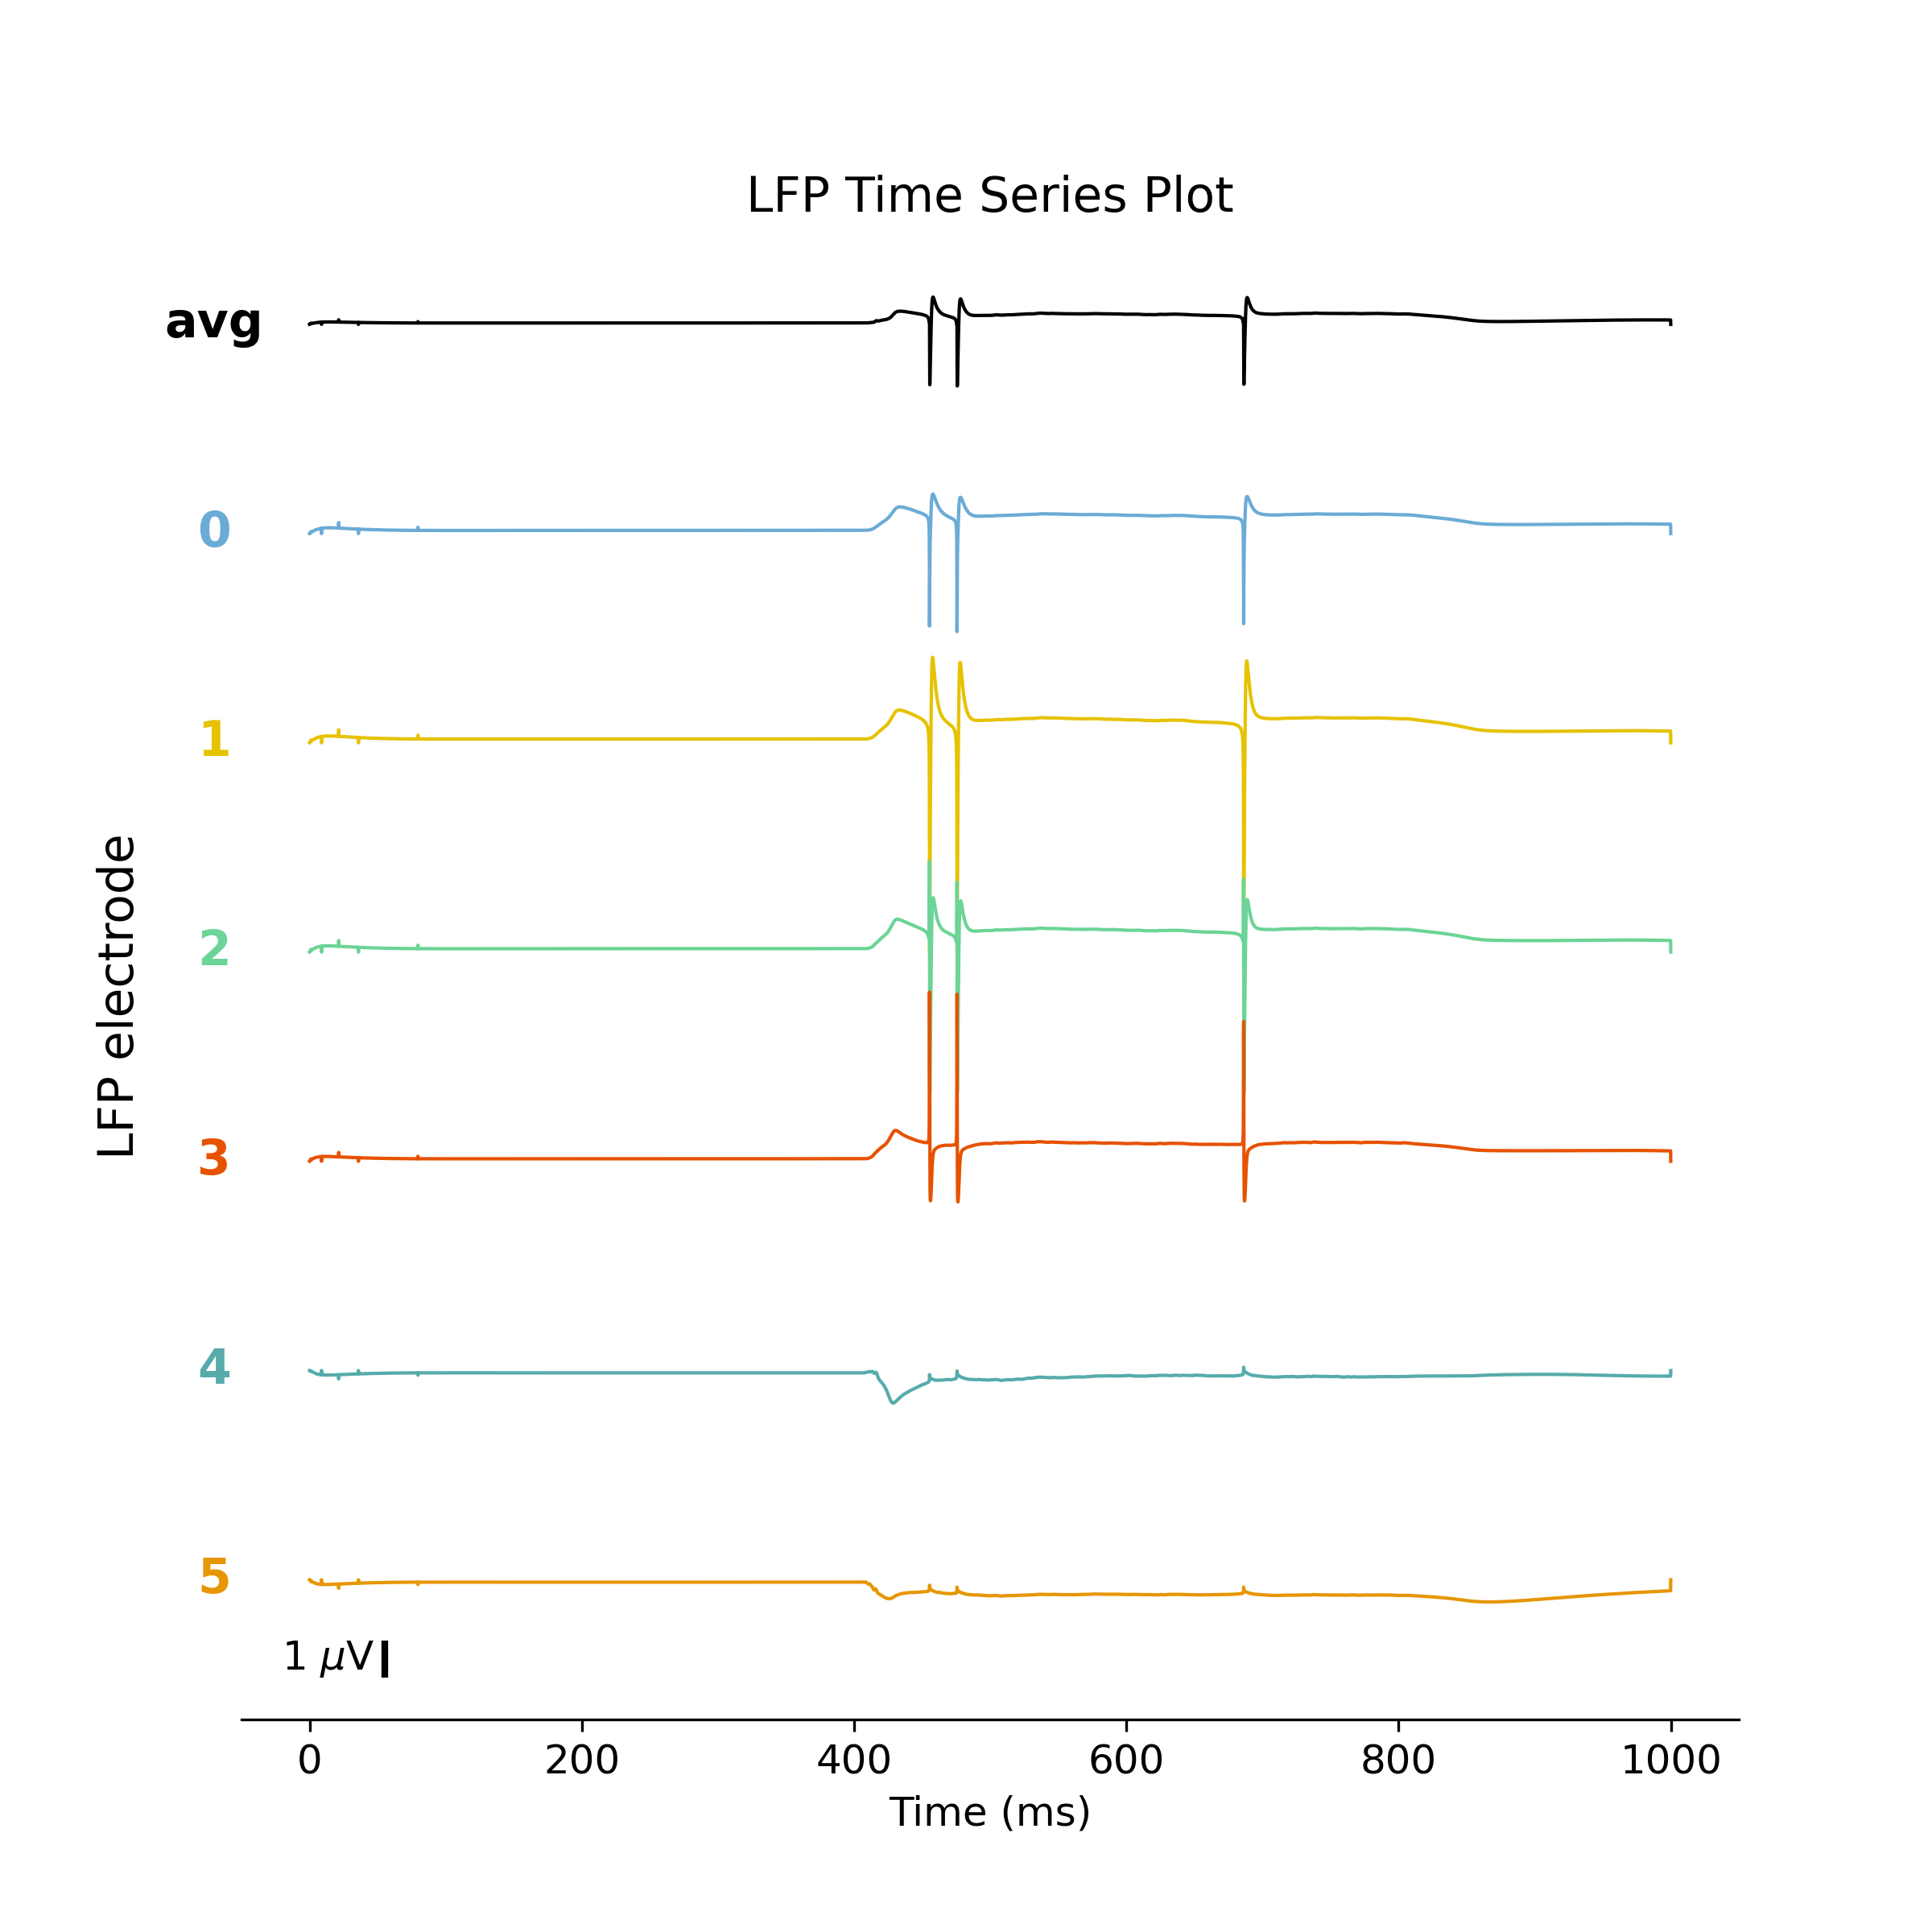 LFP Time Series Plot
avg
0
1
2
LFP electrode
3
4
5
1 μV
0 200 400 600 800 1000
Time (ms)